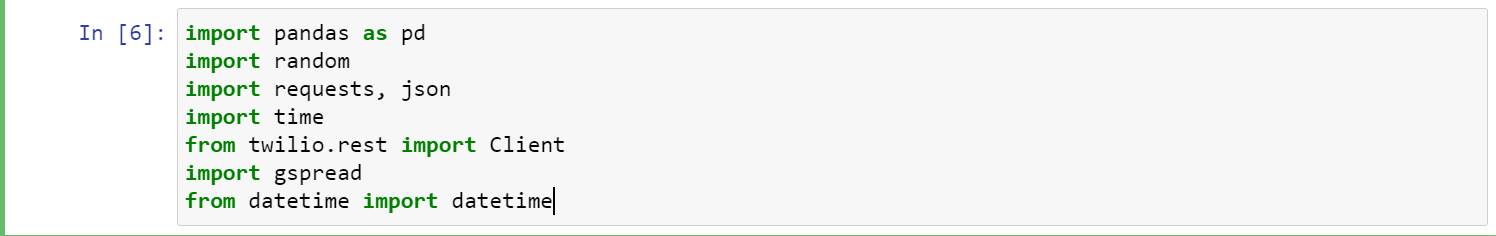 In [6]: import pandas as pd
import random
import requests, json
import time
from twilio.rest import Client
import gspread
from datetime import datetime